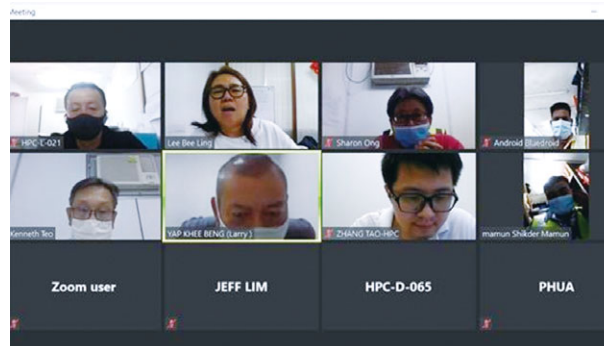 Meeting
HPC-L-021
Lee Bee Ling
Sharon Ong
Android Bluedroid
Kenneth Teo
YAP KHEE BENG (Larry )
ZHANG TAO-HPC
mamun Shikder Mamun
Zoom user
JEFF LIM
HPC-D-065
PHUA